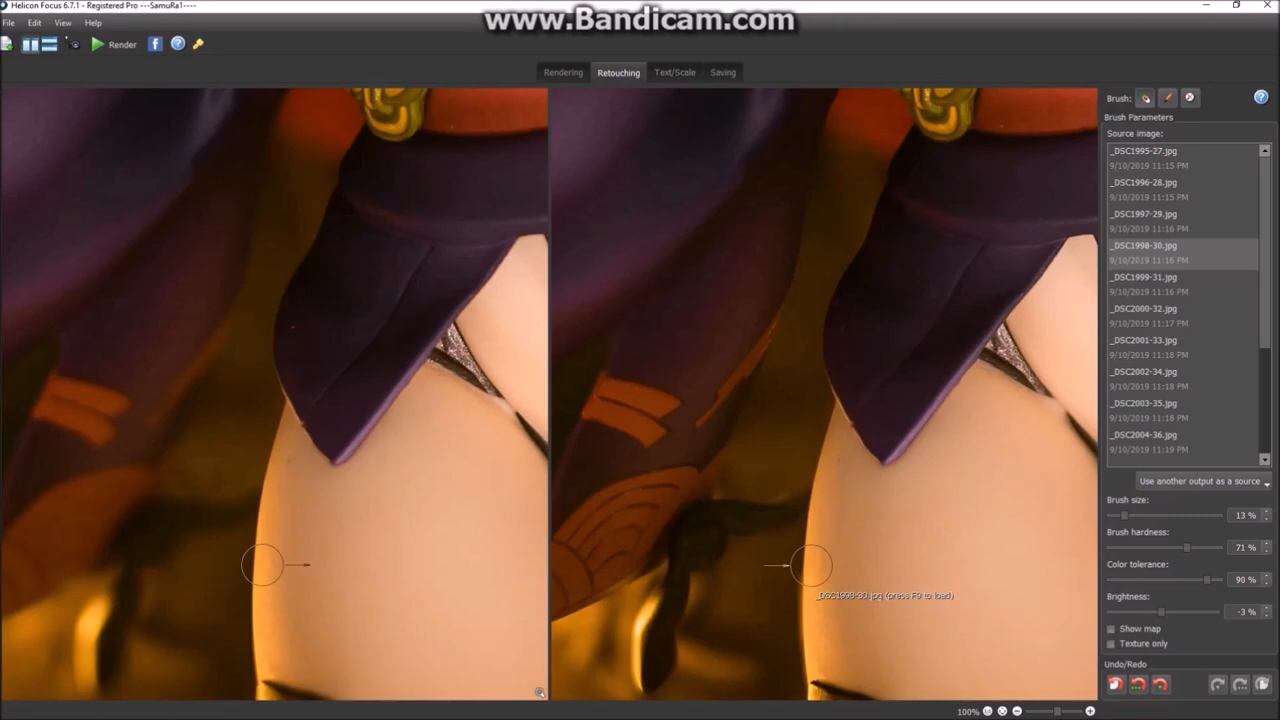 Helicon Focus 6.7.1 - Registered Pro ---SamuRa1----
www.Bandicam.com
File Edit View Help
Render
Rendering Retouching Text/Scale Saving
Brush:
Brush Parameters
Source image:
_DSC1995-27.jpg
9/10/2019 11:15 PM
_DSC1996-28.jpg
9/10/2019 11:15 PM
_DSC1997-29.jpg
9/10/2019 11:16 PM
_DSC1998-30.jpg
9/10/2019 11:16 PM
_DSC1999-31.jpg
9/10/2019 11:16 PM
_DSC2000-32.jpg
9/10/2019 11:17 PM
_DSC2001-33.jpg
9/10/2019 11:18 PM
_DSC2002-34.jpg
9/10/2019 11:18 PM
_DSC2003-35.jpg
9/10/2019 11:18 PM
_DSC2004-36.jpg
9/10/2019 11:19 PM
Use another output as a source
Brush size:
13 %
Brush hardness:
71 %
Color tolerance:
90 %
_DSC1998-30.jpg (press F9 to load)
Brightness:
-3 %
Show map
Texture only
Undo/Redo
100%